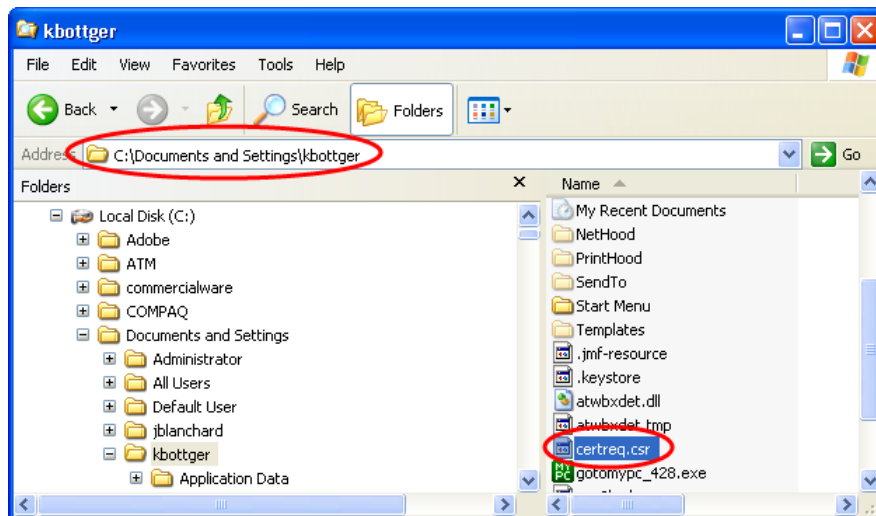 kbottger
File Edit View Favorites Tools Help
Back Search Folders
Address C:\Documents and Settings\kbottger Go
Folders
Local Disk (C:)
Adobe
ATM
commercialware
COMPAQ
Documents and Settings
Administrator
All Users
Default User
jblanchard
kbottger
Application Data
Name
My Recent Documents
NetHood
PrintHood
SendTo
Start Menu
Templates
.jmf-resource
.keystore
atwbxdet.dll
atwbxdet.tmp
certreq.csr
MY PC gotomypc_428.exe